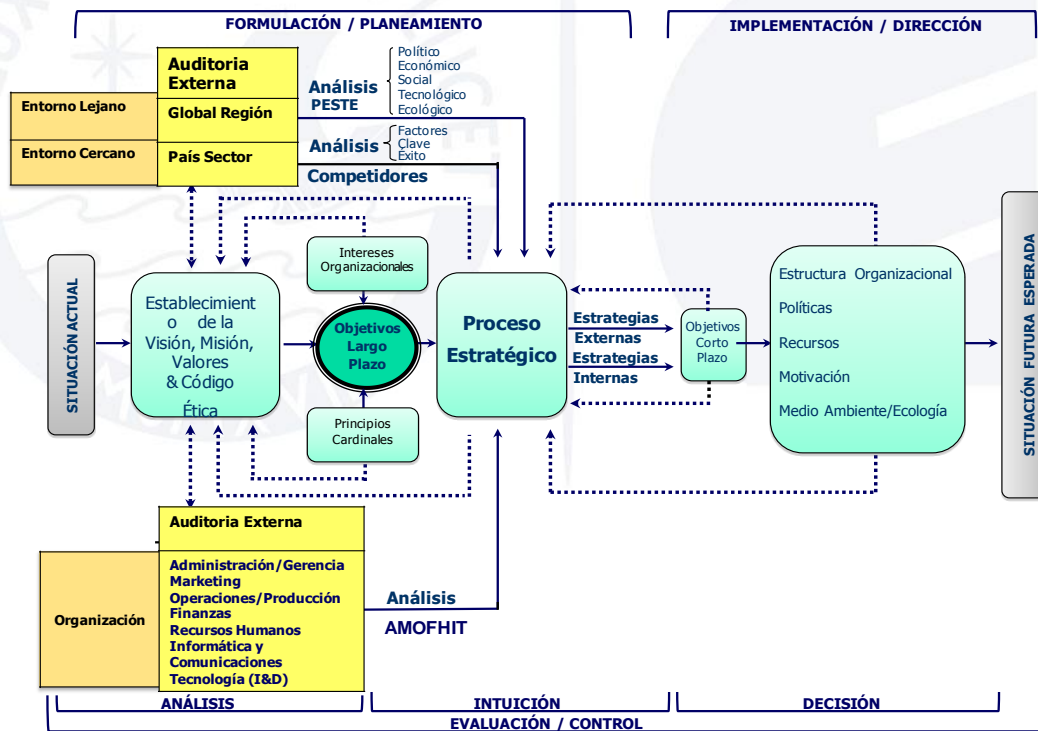 FORMULACIÓN / PLANEAMIENTO
IMPLEMENTACIÓN / DIRECCIÓN
Auditoria
Externa
Análisis
PESTE
Político
Económico
Social
Tecnológico
Ecológico
Entorno Lejano
Global Región
Análisis
Factores
Clave
Éxito
Entorno Cercano
País Sector
Competidores
SITUACIÓN ACTUAL
Establecimient
o de la
Visión, Misión,
Valores
& Código
Ética
Intereses
Organizacionales
Objetivos
Largo
Plazo
Principios
Cardinales
Proceso
Estratégico
Estrategias
Externas
Estrategias
Internas
Objetivos
Corto
Plazo
Estructura Organizacional
Políticas
Recursos
Motivación
Medio Ambiente/Ecología
SITUACIÓN FUTURA ESPERADA
Auditoria Externa
Organización
Administración/Gerencia
Marketing
Operaciones/Producción
Finanzas
Recursos Humanos
Informática y
Comunicaciones
Tecnología (I&D)
Análisis
AMOFHIT
ANÁLISIS
INTUICIÓN
DECISIÓN
EVALUACIÓN / CONTROL